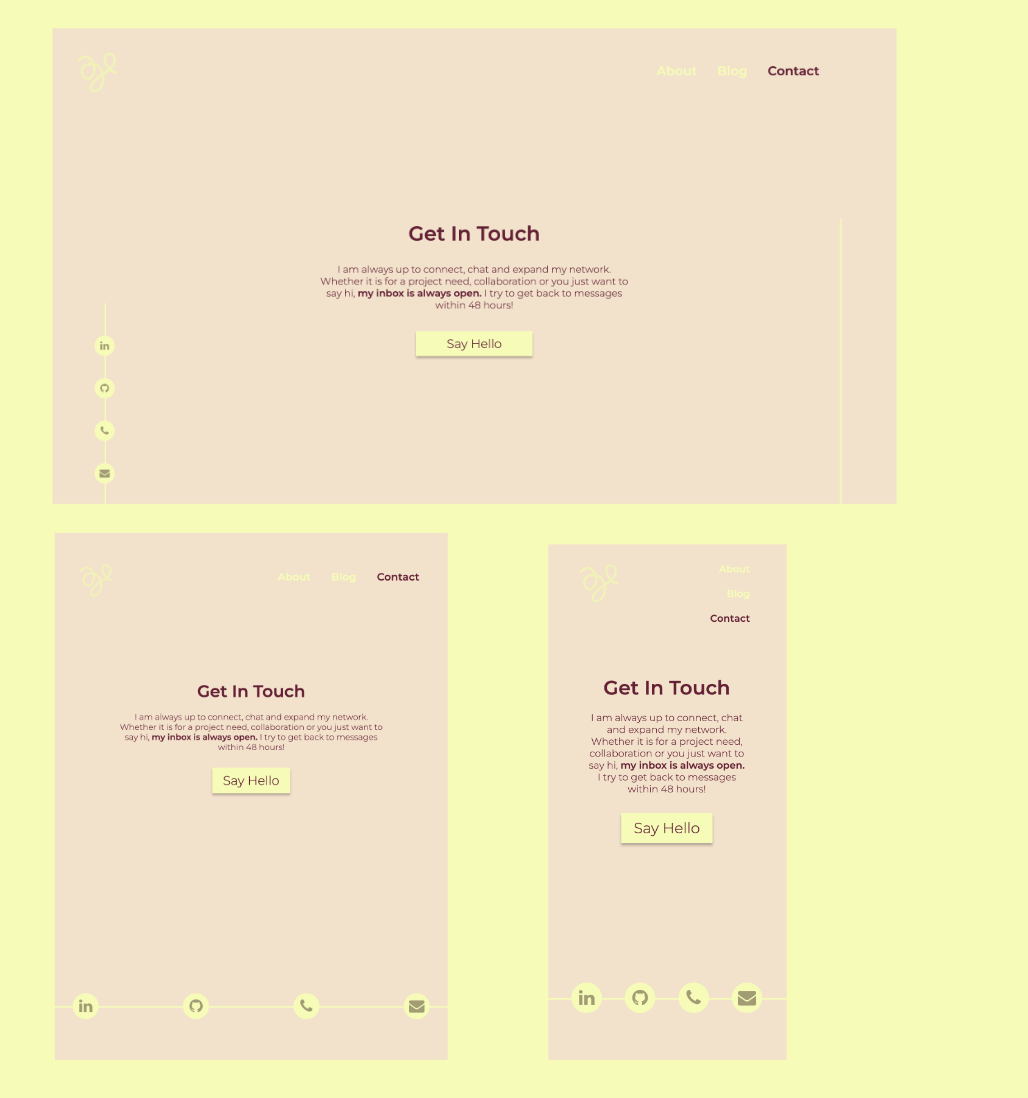 About Blog Contact
Get In Touch
I am always up to connect, chat and expand my network.
Whether it is for a project need, collaboration or you just want to
say hi, my inbox is always open. I try to get back to messages
within 48 hours!
Say Hello
in
About Blog Contact
Get In Touch
I am always up to connect, chat and expand my network.
Whether it is for a project need, collaboration or you just want to
say hi, my inbox is always open. I try to get back to messages
within 48 hours!
Say Hello
in
About
Blog
Contact
Get In Touch
I am always up to connect, chat
and expand my network.
Whether it is for a project need,
collaboration or you just want to
say hi, my inbox is always open.
I try to get back to messages
within 48 hours!
Say Hello
in